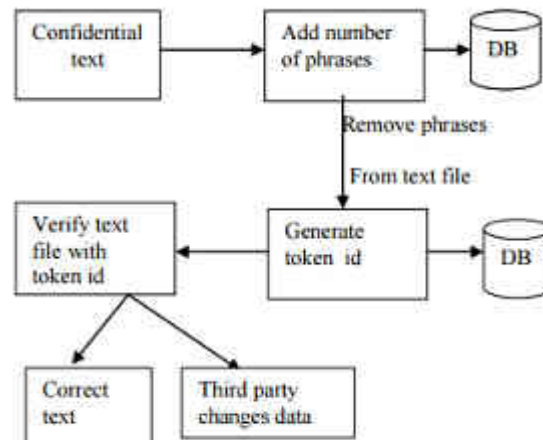 Confidential
text
Add number
of phrases
DB
Remove phrases
From text file
Verify text
file with
token id
Generate
token id
DB
Correct
text
Third party
changes data